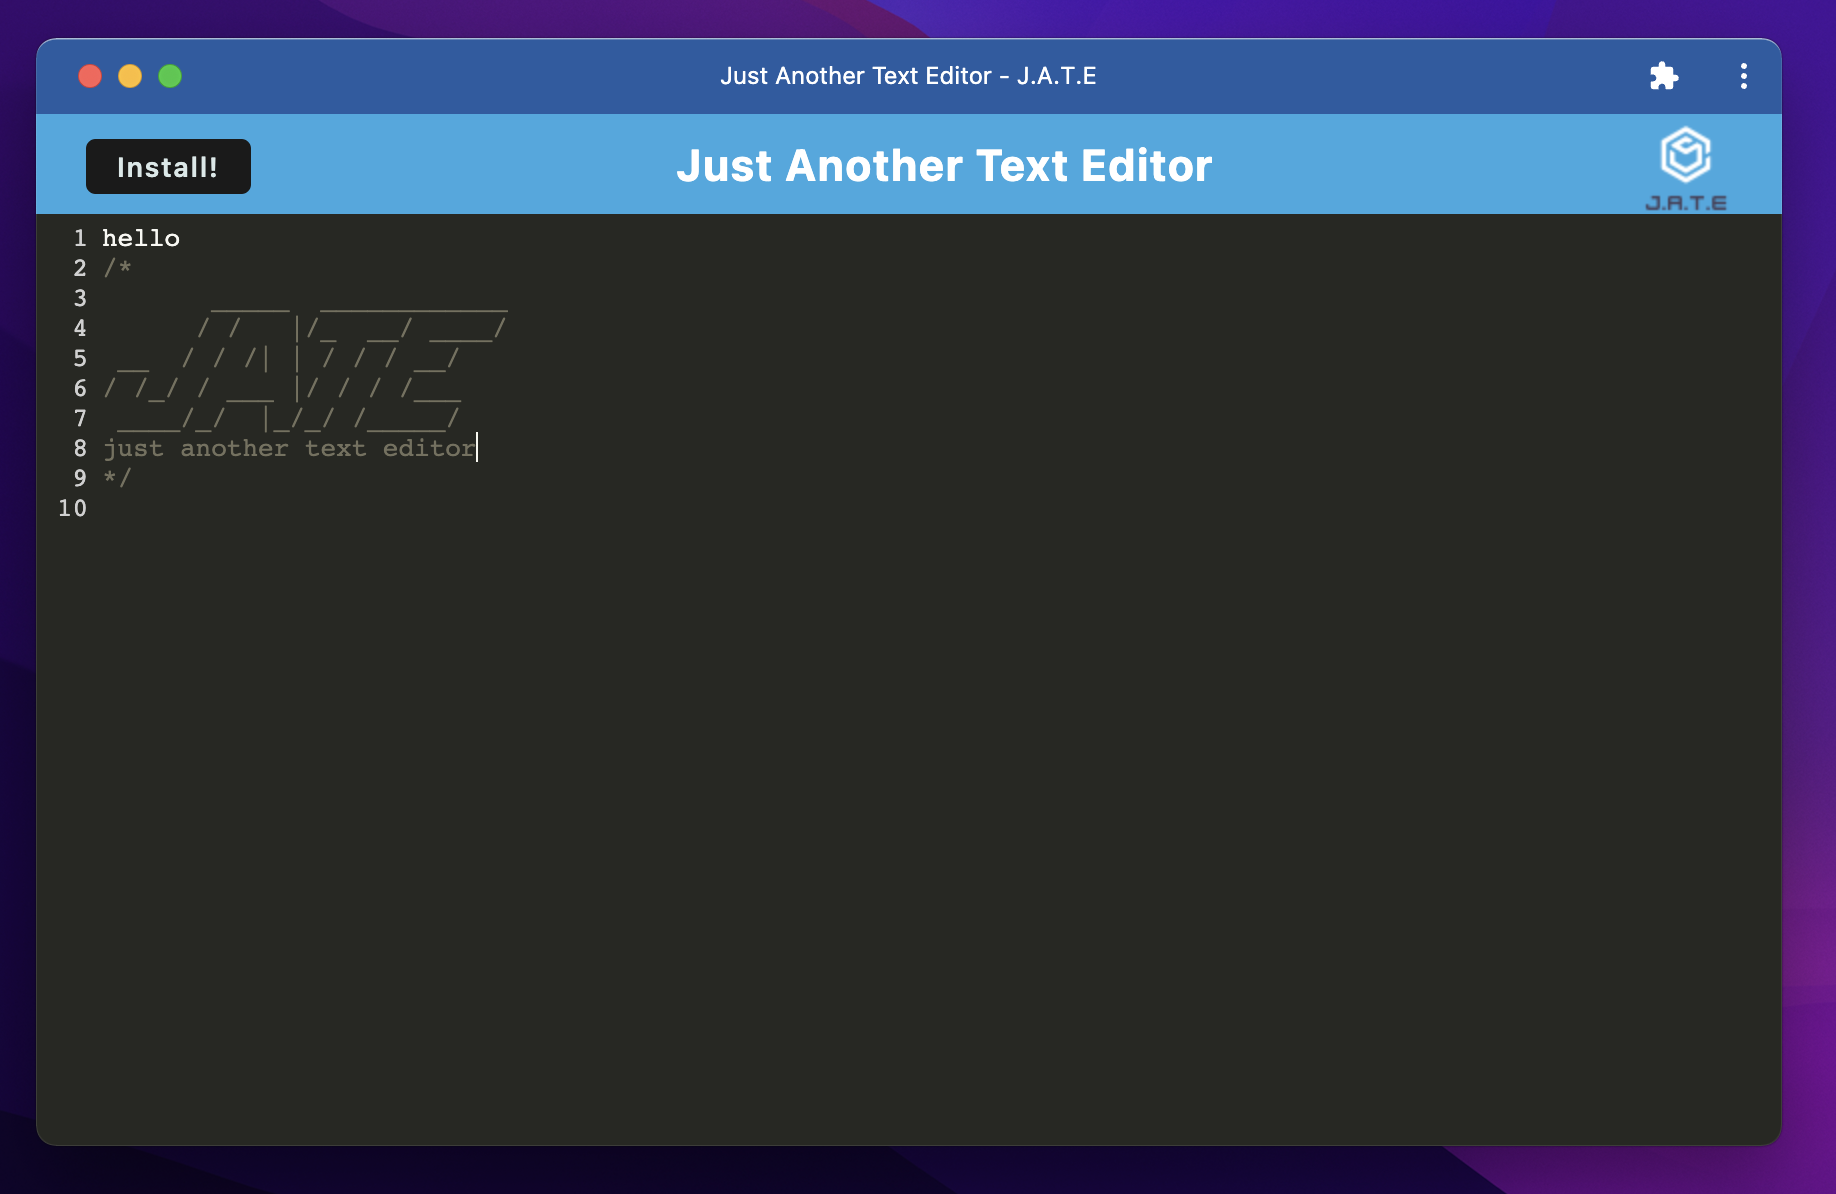 Just Another Text Editor - J.A.T.E
Install!
Just Another Text Editor
J.A.T.E
1 hello
2 /*
3        _____  ____________
4       / /   |/_  __/ ____/
5  __  / / /| | / / / __/
6 / /_/ / ___ |/ / / /___
7  ____/_/  |_/_/ /_____/
8 just another text editor
9 */
10